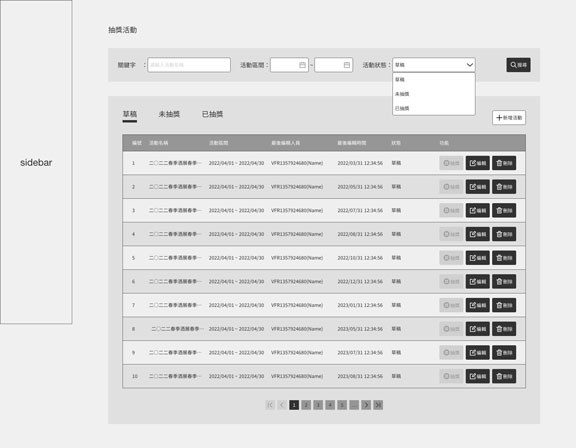 抽獎活動
sidebar
關鍵字 ： 請輸入活動名稱 活動區間： ~ 活動狀態： 草稿 搜尋
草稿
未抽獎
已抽獎
草稿 未抽獎 已抽獎
新增活動
編號 活動名稱 活動區間 最後編輯人員 最後編輯時間 狀態 功能
1 二〇二二春季酒展春季… 2022/04/01 ~ 2022/04/30 VFR1357924680(Name) 2022/03/31 12:34:56 草稿 抽獎 編輯 刪除
2 二〇二二春季酒展春季… 2022/04/01 ~ 2022/04/30 VFR1357924680(Name) 2022/05/31 12:34:56 草稿 抽獎 編輯 刪除
3 二〇二二春季酒展春季… 2022/04/01 ~ 2022/04/30 VFR1357924680(Name) 2022/07/31 12:34:56 草稿 抽獎 編輯 刪除
4 二〇二二春季酒展春季… 2022/04/01 ~ 2022/04/30 VFR1357924680(Name) 2022/08/31 12:34:56 草稿 抽獎 編輯 刪除
5 二〇二二春季酒展春季… 2022/04/01 ~ 2022/04/30 VFR1357924680(Name) 2022/10/31 12:34:56 草稿 抽獎 編輯 刪除
6 二〇二二春季酒展春季… 2022/04/01 ~ 2022/04/30 VFR1357924680(Name) 2022/12/31 12:34:56 草稿 抽獎 編輯 刪除
7 二〇二二春季酒展春季… 2022/04/01 ~ 2022/04/30 VFR1357924680(Name) 2023/01/31 12:34:56 草稿 抽獎 編輯 刪除
8 二〇二二春季酒展春季… 2022/04/01 ~ 2022/04/30 VFR1357924680(Name) 2023/05/31 12:34:56 草稿 抽獎 編輯 刪除
9 二〇二二春季酒展春季… 2022/04/01 ~ 2022/04/30 VFR1357924680(Name) 2023/07/31 12:34:56 草稿 抽獎 編輯 刪除
10 二〇二二春季酒展春季… 2022/04/01 ~ 2022/04/30 VFR1357924680(Name) 2023/08/31 12:34:56 草稿 抽獎 編輯 刪除
1 2 3 4 5 ...